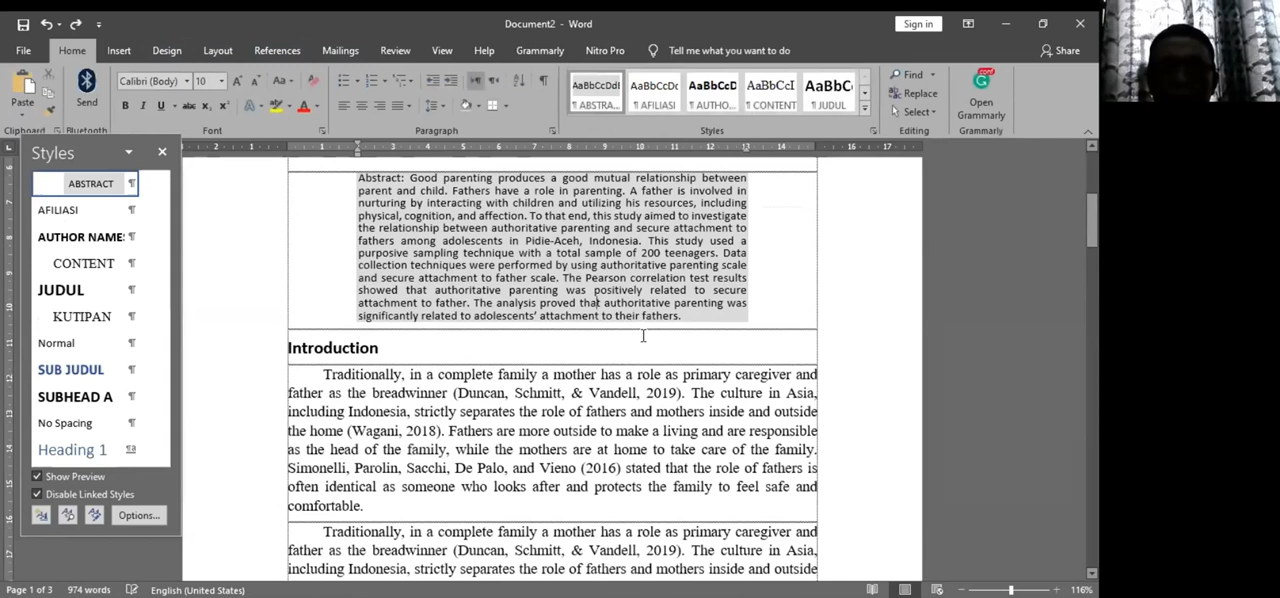 Document2 - Word
Sign in
File Home Insert Design Layout References Mailings Review View Help Grammarly Nitro Pro Tell me what you want to do Share
Paste
Send
Calibri (Body) 10
AaBbCcDdI AaBbCcDc AaBbCcD AaBbCcI AaBbC
¶ ABSTRA... ¶ AFILIASI ¶ AUTHO... ¶ CONTENT ¶ JUDUL
Find
Replace
Select
Open
Grammarly
Clipboard Bluetooth Font Paragraph Styles Editing Grammarly
2 1 1 3 4 5 6 7 8 9 10 11 12 13 14 16 17
Styles
ABSTRACT ¶
AFILIASI ¶
AUTHOR NAME: ¶
CONTENT ¶
JUDUL ¶
KUTIPAN ¶
Normal ¶
SUB JUDUL ¶
SUBHEAD A ¶
No Spacing ¶
Heading 1 ¶a
Show Preview
Disable Linked Styles
Options...
Abstract: Good parenting produces a good mutual relationship between
parent and child. Fathers have a role in parenting. A father is involved in
nurturing by interacting with children and utilizing his resources, including
physical, cognition, and affection. To that end, this study aimed to investigate
the relationship between authoritative parenting and secure attachment to
fathers among adolescents in Pidie-Aceh, Indonesia. This study used a
purposive sampling technique with a total sample of 200 teenagers. Data
collection techniques were performed by using authoritative parenting scale
and secure attachment to father scale. The Pearson correlation test results
showed that authoritative parenting was positively related to secure
attachment to father. The analysis proved that authoritative parenting was
significantly related to adolescents’ attachment to their fathers.
Introduction
Traditionally, in a complete family a mother has a role as primary caregiver and
father as the breadwinner (Duncan, Schmitt, & Vandell, 2019). The culture in Asia,
including Indonesia, strictly separates the role of fathers and mothers inside and outside
the home (Wagani, 2018). Fathers are more outside to make a living and are responsible
as the head of the family, while the mothers are at home to take care of the family.
Simonelli, Parolin, Sacchi, De Palo, and Vieno (2016) stated that the role of fathers is
often identical as someone who looks after and protects the family to feel safe and
comfortable.
Traditionally, in a complete family a mother has a role as primary caregiver and
father as the breadwinner (Duncan, Schmitt, & Vandell, 2019). The culture in Asia,
including Indonesia, strictly separates the role of fathers and mothers inside and outside
Page 1 of 3 974 words English (United States) 116%